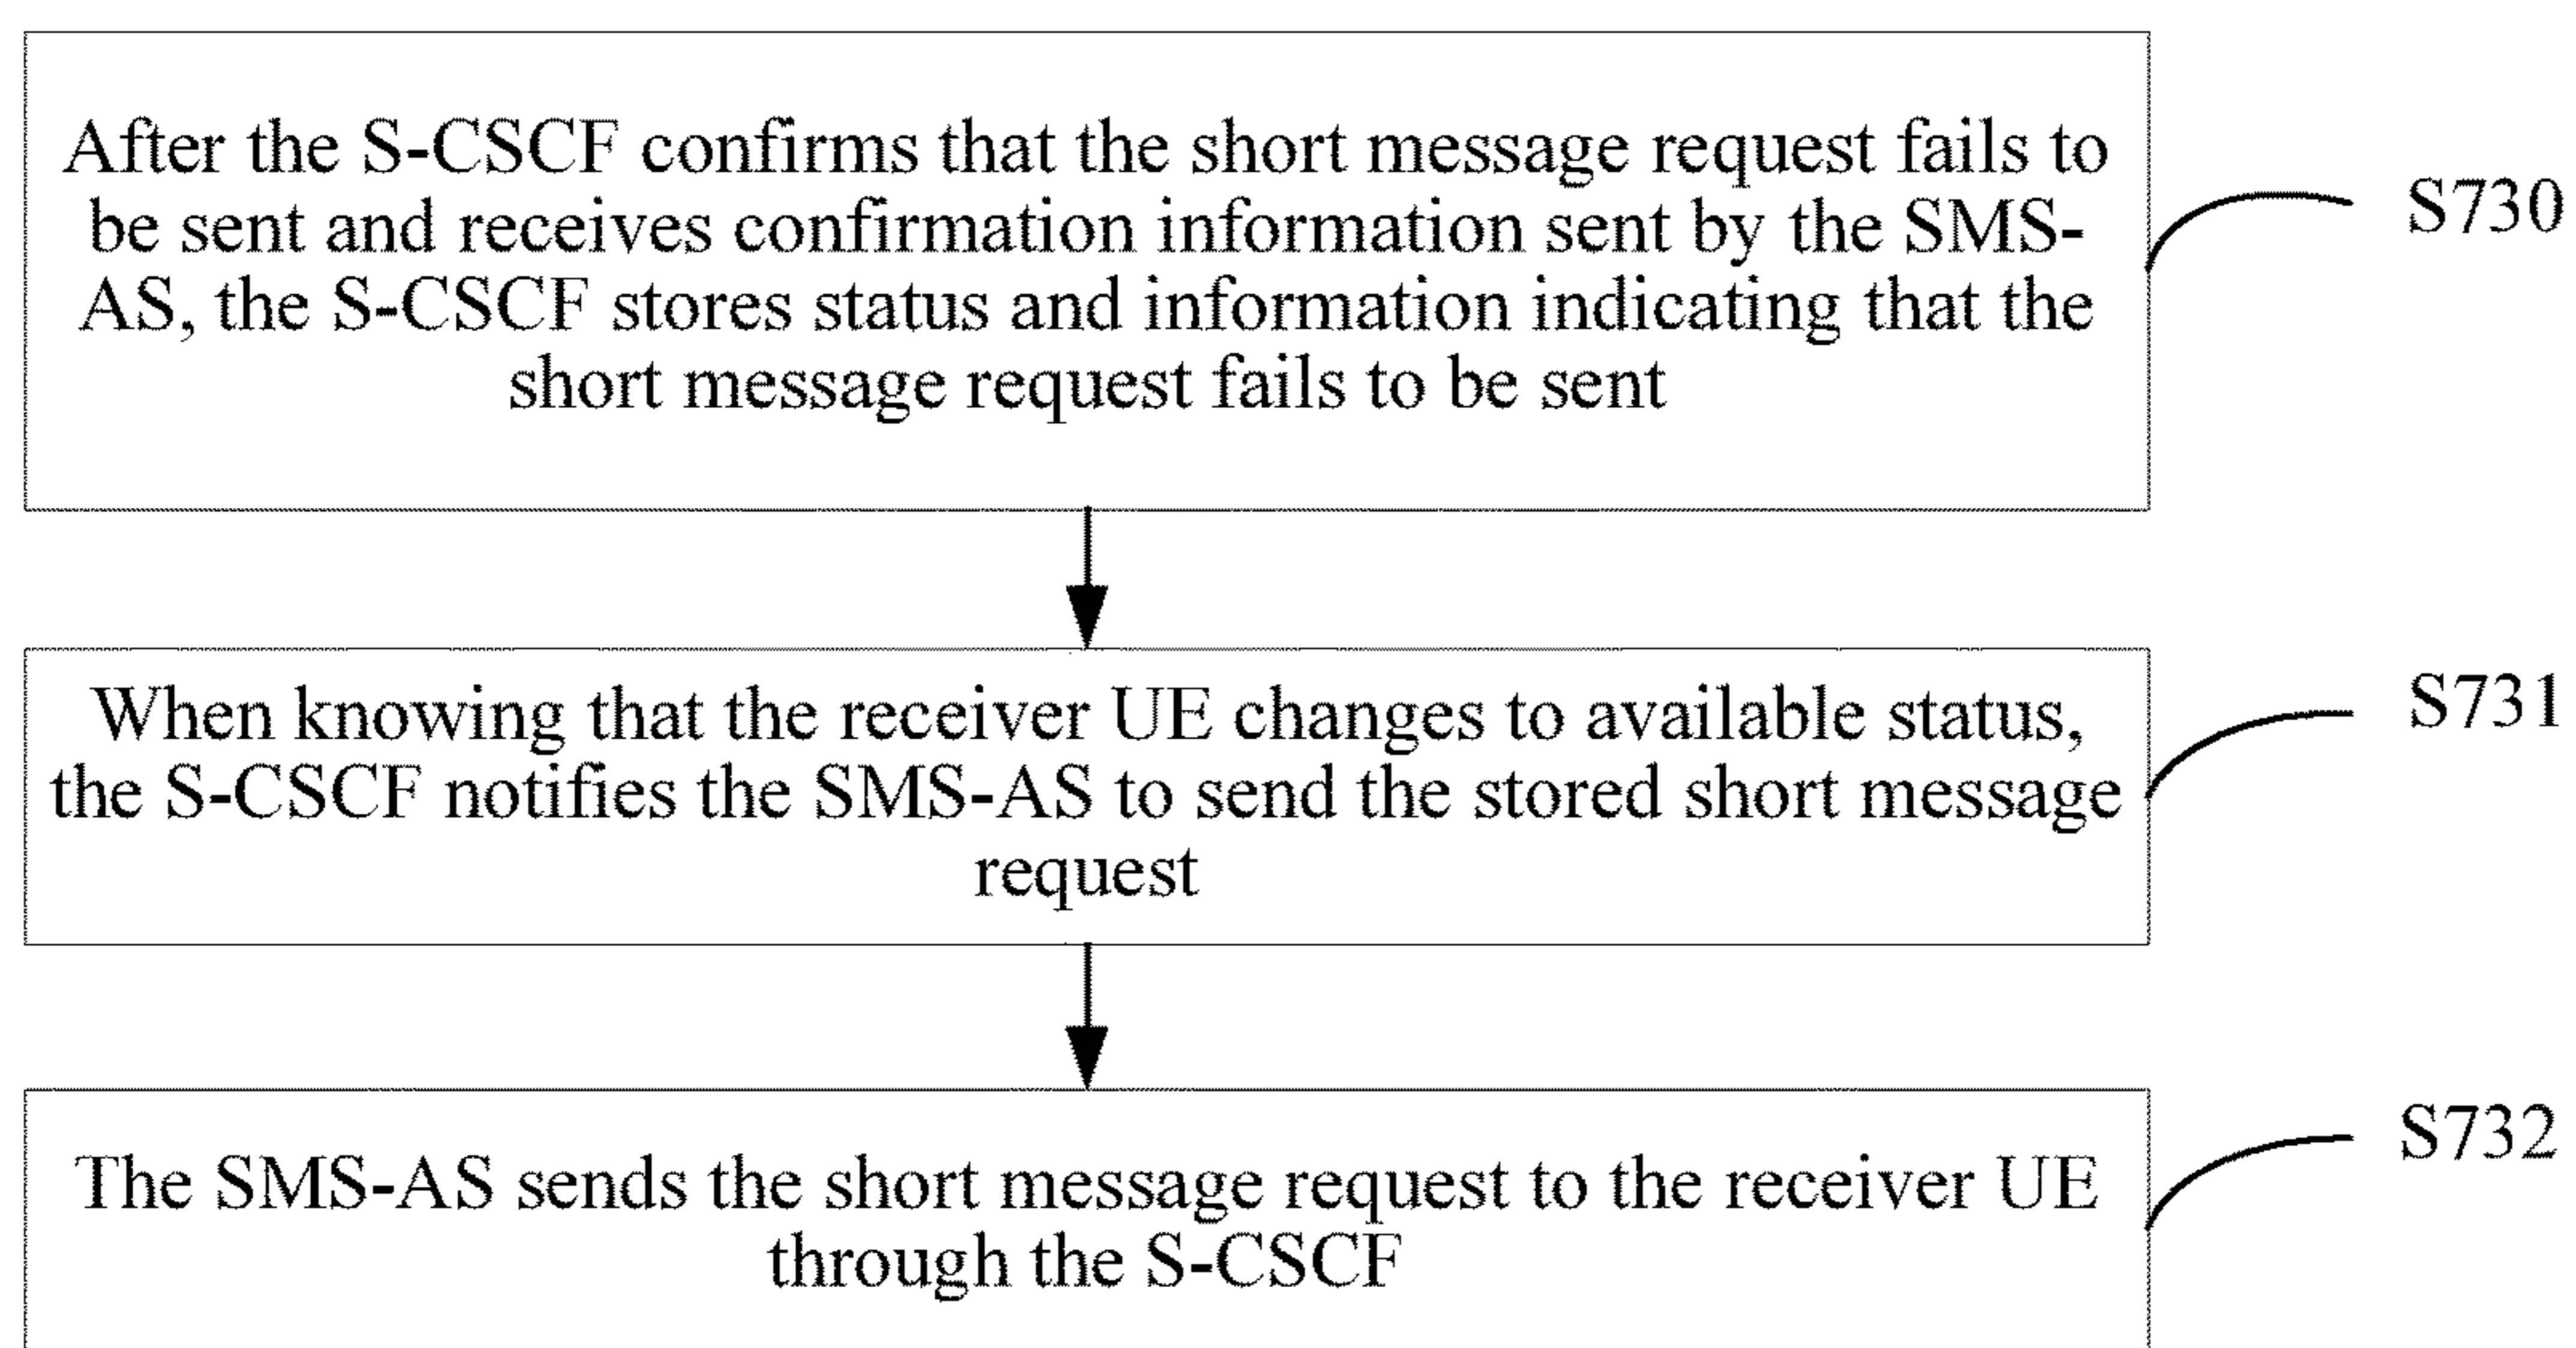 After the S-CSCF confirms that the short message request fails to
be sent and receives confirmation information sent by the SMS-
AS, the S-CSCF stores status and information indicating that the
short message request fails to be sent
S730
When knowing that the receiver UE changes to available status,
the S-CSCF notifies the SMS-AS to send the stored short message
request
S731
The SMS-AS sends the short message request to the receiver UE
through the S-CSCF
S732